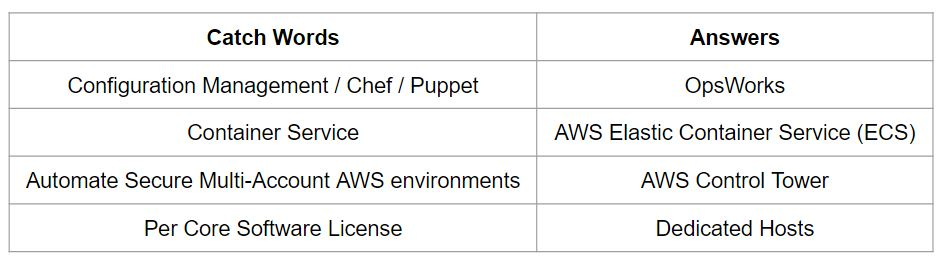 Catch Words Answers
Configuration Management / Chef / Puppet OpsWorks
Container Service AWS Elastic Container Service (ECS)
Automate Secure Multi-Account AWS environments AWS Control Tower
Per Core Software License Dedicated Hosts